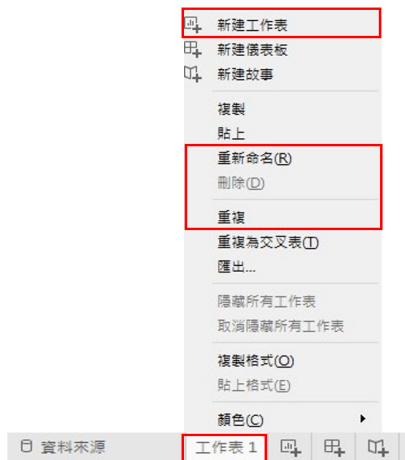 新建工作表
新建儀表板
新建故事
複製
貼上
重新命名(R)
刪除(D)
重複
重複為交叉表(T)
匯出...
隱藏所有工作表
取消隱藏所有工作表
複製格式(O)
貼上格式(E)
顏色(C)
資料來源 工作表 1